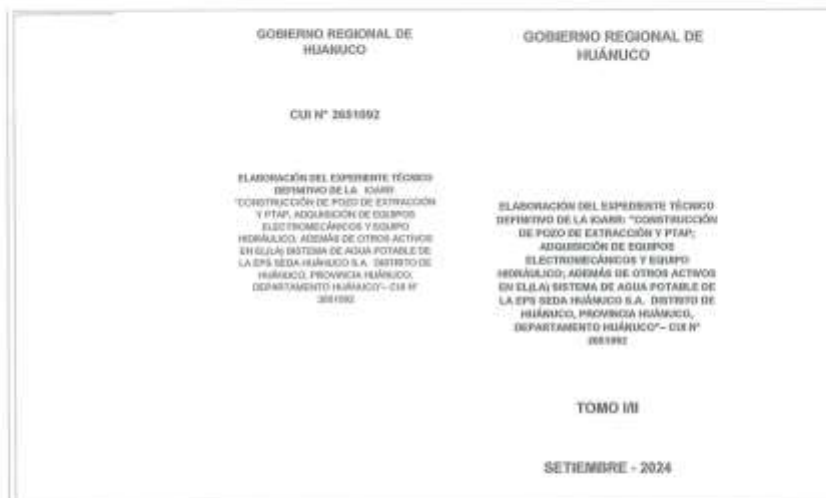 GOBIERNO REGIONAL DE
HUANUCO
CUI N° 2651092
ELABORACIÓN DEL EXPEDIENTE TÉCNICO
DEFINITIVO DE LA IOARR:
"CONSTRUCCIÓN DE POZO DE EXTRACCIÓN
Y PTAP, ADQUISICIÓN DE EQUIPOS
ELECTROMECÁNICOS Y EQUIPO
HIDRÁULICO; ADEMÁS DE OTROS ACTIVOS
EN EL(LA) SISTEMA DE AGUA POTABLE DE
LA EPS SEDA HUÁNUCO S.A. DISTRITO DE
HUÁNUCO, PROVINCIA HUÁNUCO,
DEPARTAMENTO HUÁNUCO"– CUI N°
2651092
GOBIERNO REGIONAL DE
HUÁNUCO
ELABORACIÓN DEL EXPEDIENTE TÉCNICO
DEFINITIVO DE LA IOARR: "CONSTRUCCIÓN
DE POZO DE EXTRACCIÓN Y PTAP;
ADQUISICIÓN DE EQUIPOS
ELECTROMECÁNICOS Y EQUIPO
HIDRÁULICO; ADEMÁS DE OTROS ACTIVOS
EN EL(LA) SISTEMA DE AGUA POTABLE DE
LA EPS SEDA HUÁNUCO S.A. DISTRITO DE
HUÁNUCO, PROVINCIA HUÁNUCO,
DEPARTAMENTO HUÁNUCO"– CUI N°
2651092
TOMO I/II
SETIEMBRE - 2024